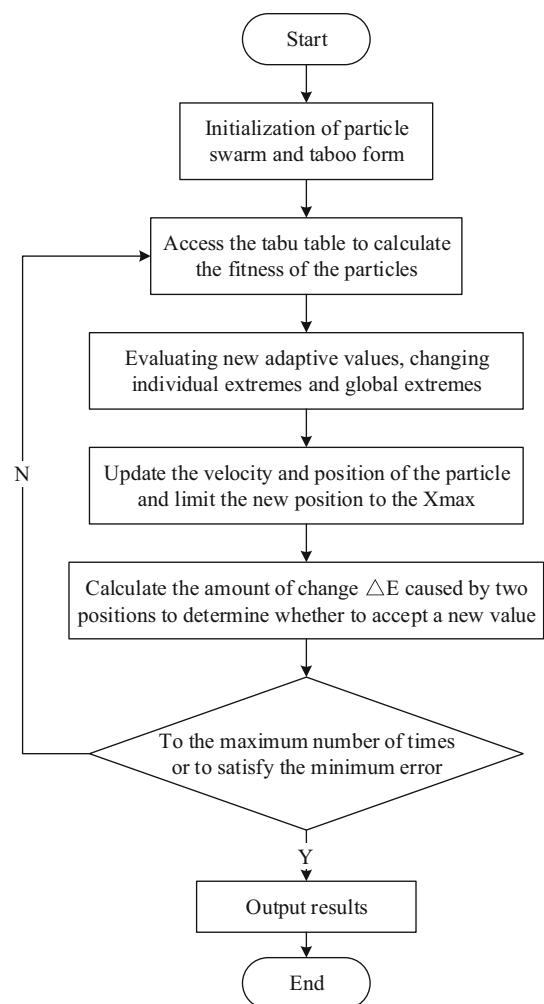 Start
Initialization of particle
swarm and taboo form
Access the tabu table to calculate
the fitness of the particles
Evaluating new adaptive values, changing
individual extremes and global extremes
N
Update the velocity and position of the particle
and limit the new position to the Xmax
Calculate the amount of change △E caused by two
positions to determine whether to accept a new value
To the maximum number of times
or to satisfy the minimum error
Y
Output results
End